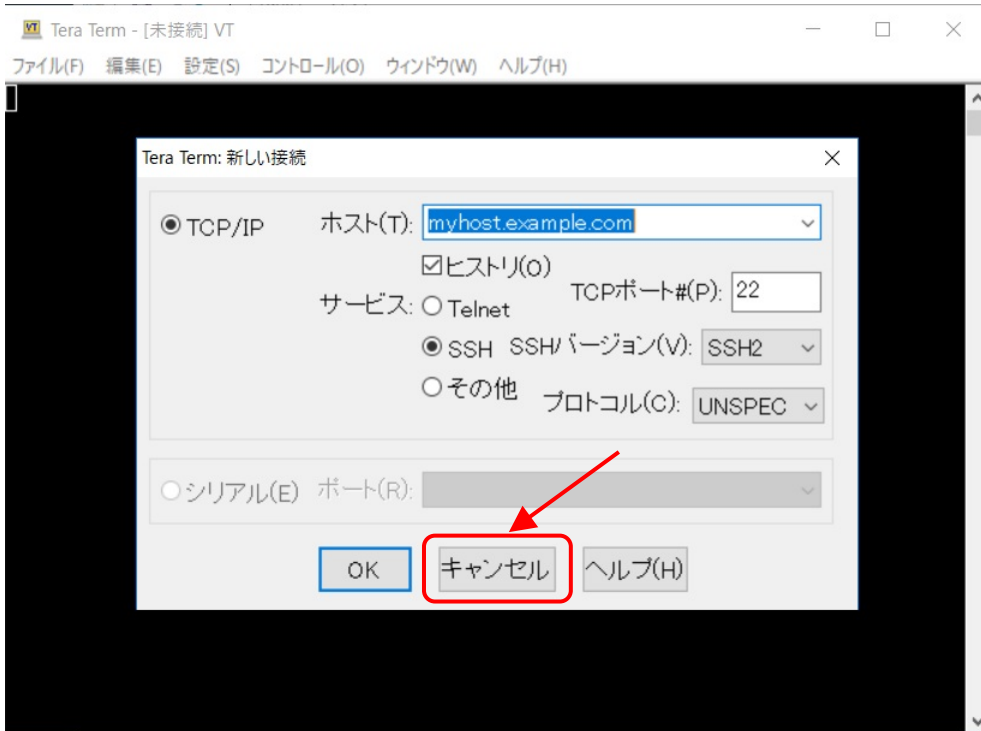 Tera Term - [未接続] VT
ファイル(F) 編集(E) 設定(S) コントロール(O) ウィンドウ(W) ヘルプ(H)
Tera Term: 新しい接続
TCP/IP ホスト(T): myhost.example.com
ヒストリ(O)
サービス: Telnet TCPポート#(P): 22
SSH SSHバージョン(V): SSH2
その他 プロトコル(C): UNSPEC
シリアル(E) ポート(R):
OK キャンセル ヘルプ(H)